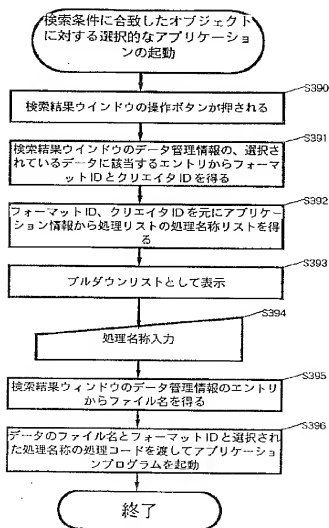 検索条件に合致したオブジェクト
に対する選択的なアプリケーション
の起動
S390
検索結果ウインドウの操作ボタンが押される
S391
検索結果ウインドウのデータ管理情報の、選択さ
れているデータに該当するエントリからフォーマ
ットIDとクリエイタIDを得る
S392
フォーマットID、クリエイタIDを元にアプリケー
ション情報から処理リストの処理名称リストを得
る
S393
プルダウンリストとして表示
S394
処理名称入力
S395
検索結果ウィンドウのデータ管理情報のエントリ
からファイル名を得る
S396
データのファイル名とフォーマットIDと選択され
た処理名称の処理コードを渡してアプリケーショ
ンプログラムを起動
終了